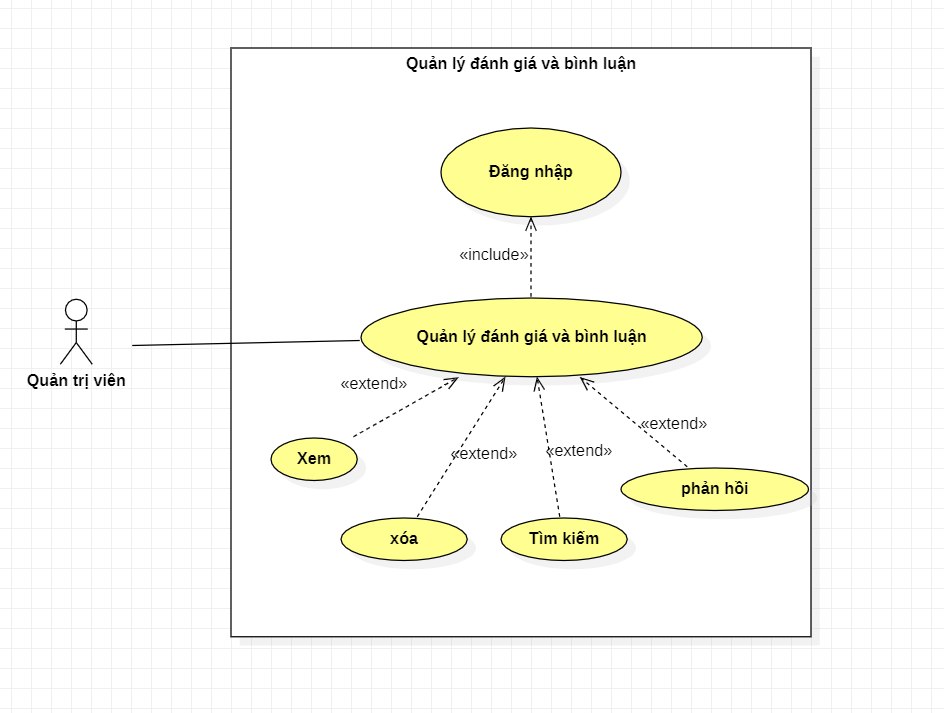 Quản lý đánh giá và bình luận
Đăng nhập
«include»
Quản lý đánh giá và bình luận
Quản trị viên
«extend»
«extend»
«extend»
«extend»
Xem
phản hồi
xóa
Tìm kiếm